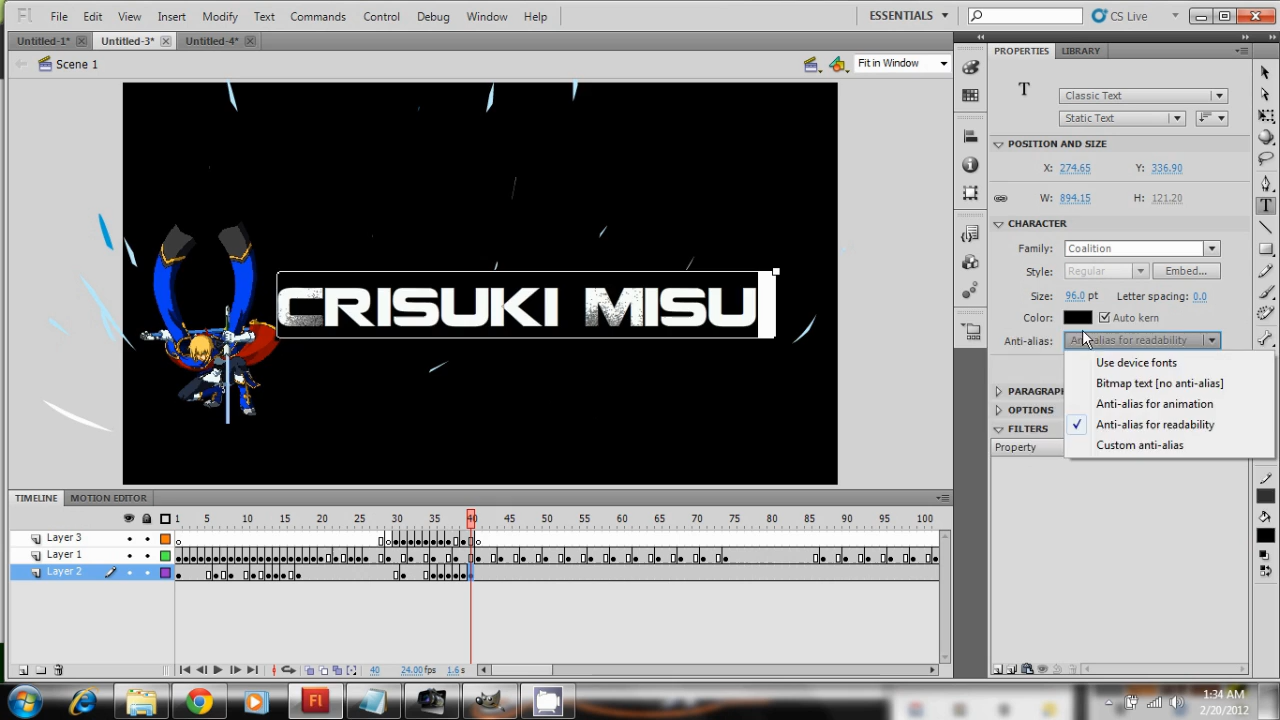 Fl File Edit View Insert Modify Text Commands Control Debug Window Help ESSENTIALS CS Live
Untitled-1* Untitled-3* Untitled-4*
Scene 1 Fit in Window
CRISUKI MISU
PROPERTIES LIBRARY
T Classic Text
Static Text
POSITION AND SIZE
X: 274.65 Y: 336.90
W: 894.15 H: 121.20
CHARACTER
Family: Coalition
Style: Regular Embed...
Size: 96.0 pt Letter spacing: 0.0
Color: Auto kern
Anti-alias: Anti-alias for readability
Use device fonts
Bitmap text [no anti-alias]
Anti-alias for animation
Anti-alias for readability
Custom anti-alias
PARAGRAPH
OPTIONS
FILTERS
Property
TIMELINE MOTION EDITOR
1 5 10 15 20 25 30 35 40 45 50 55 60 65 70 75 80 85 90 95 100
Layer 3
Layer 1
Layer 2
40 24.00 fps 1.6 s
Fl
1:34 AM
2/20/2012